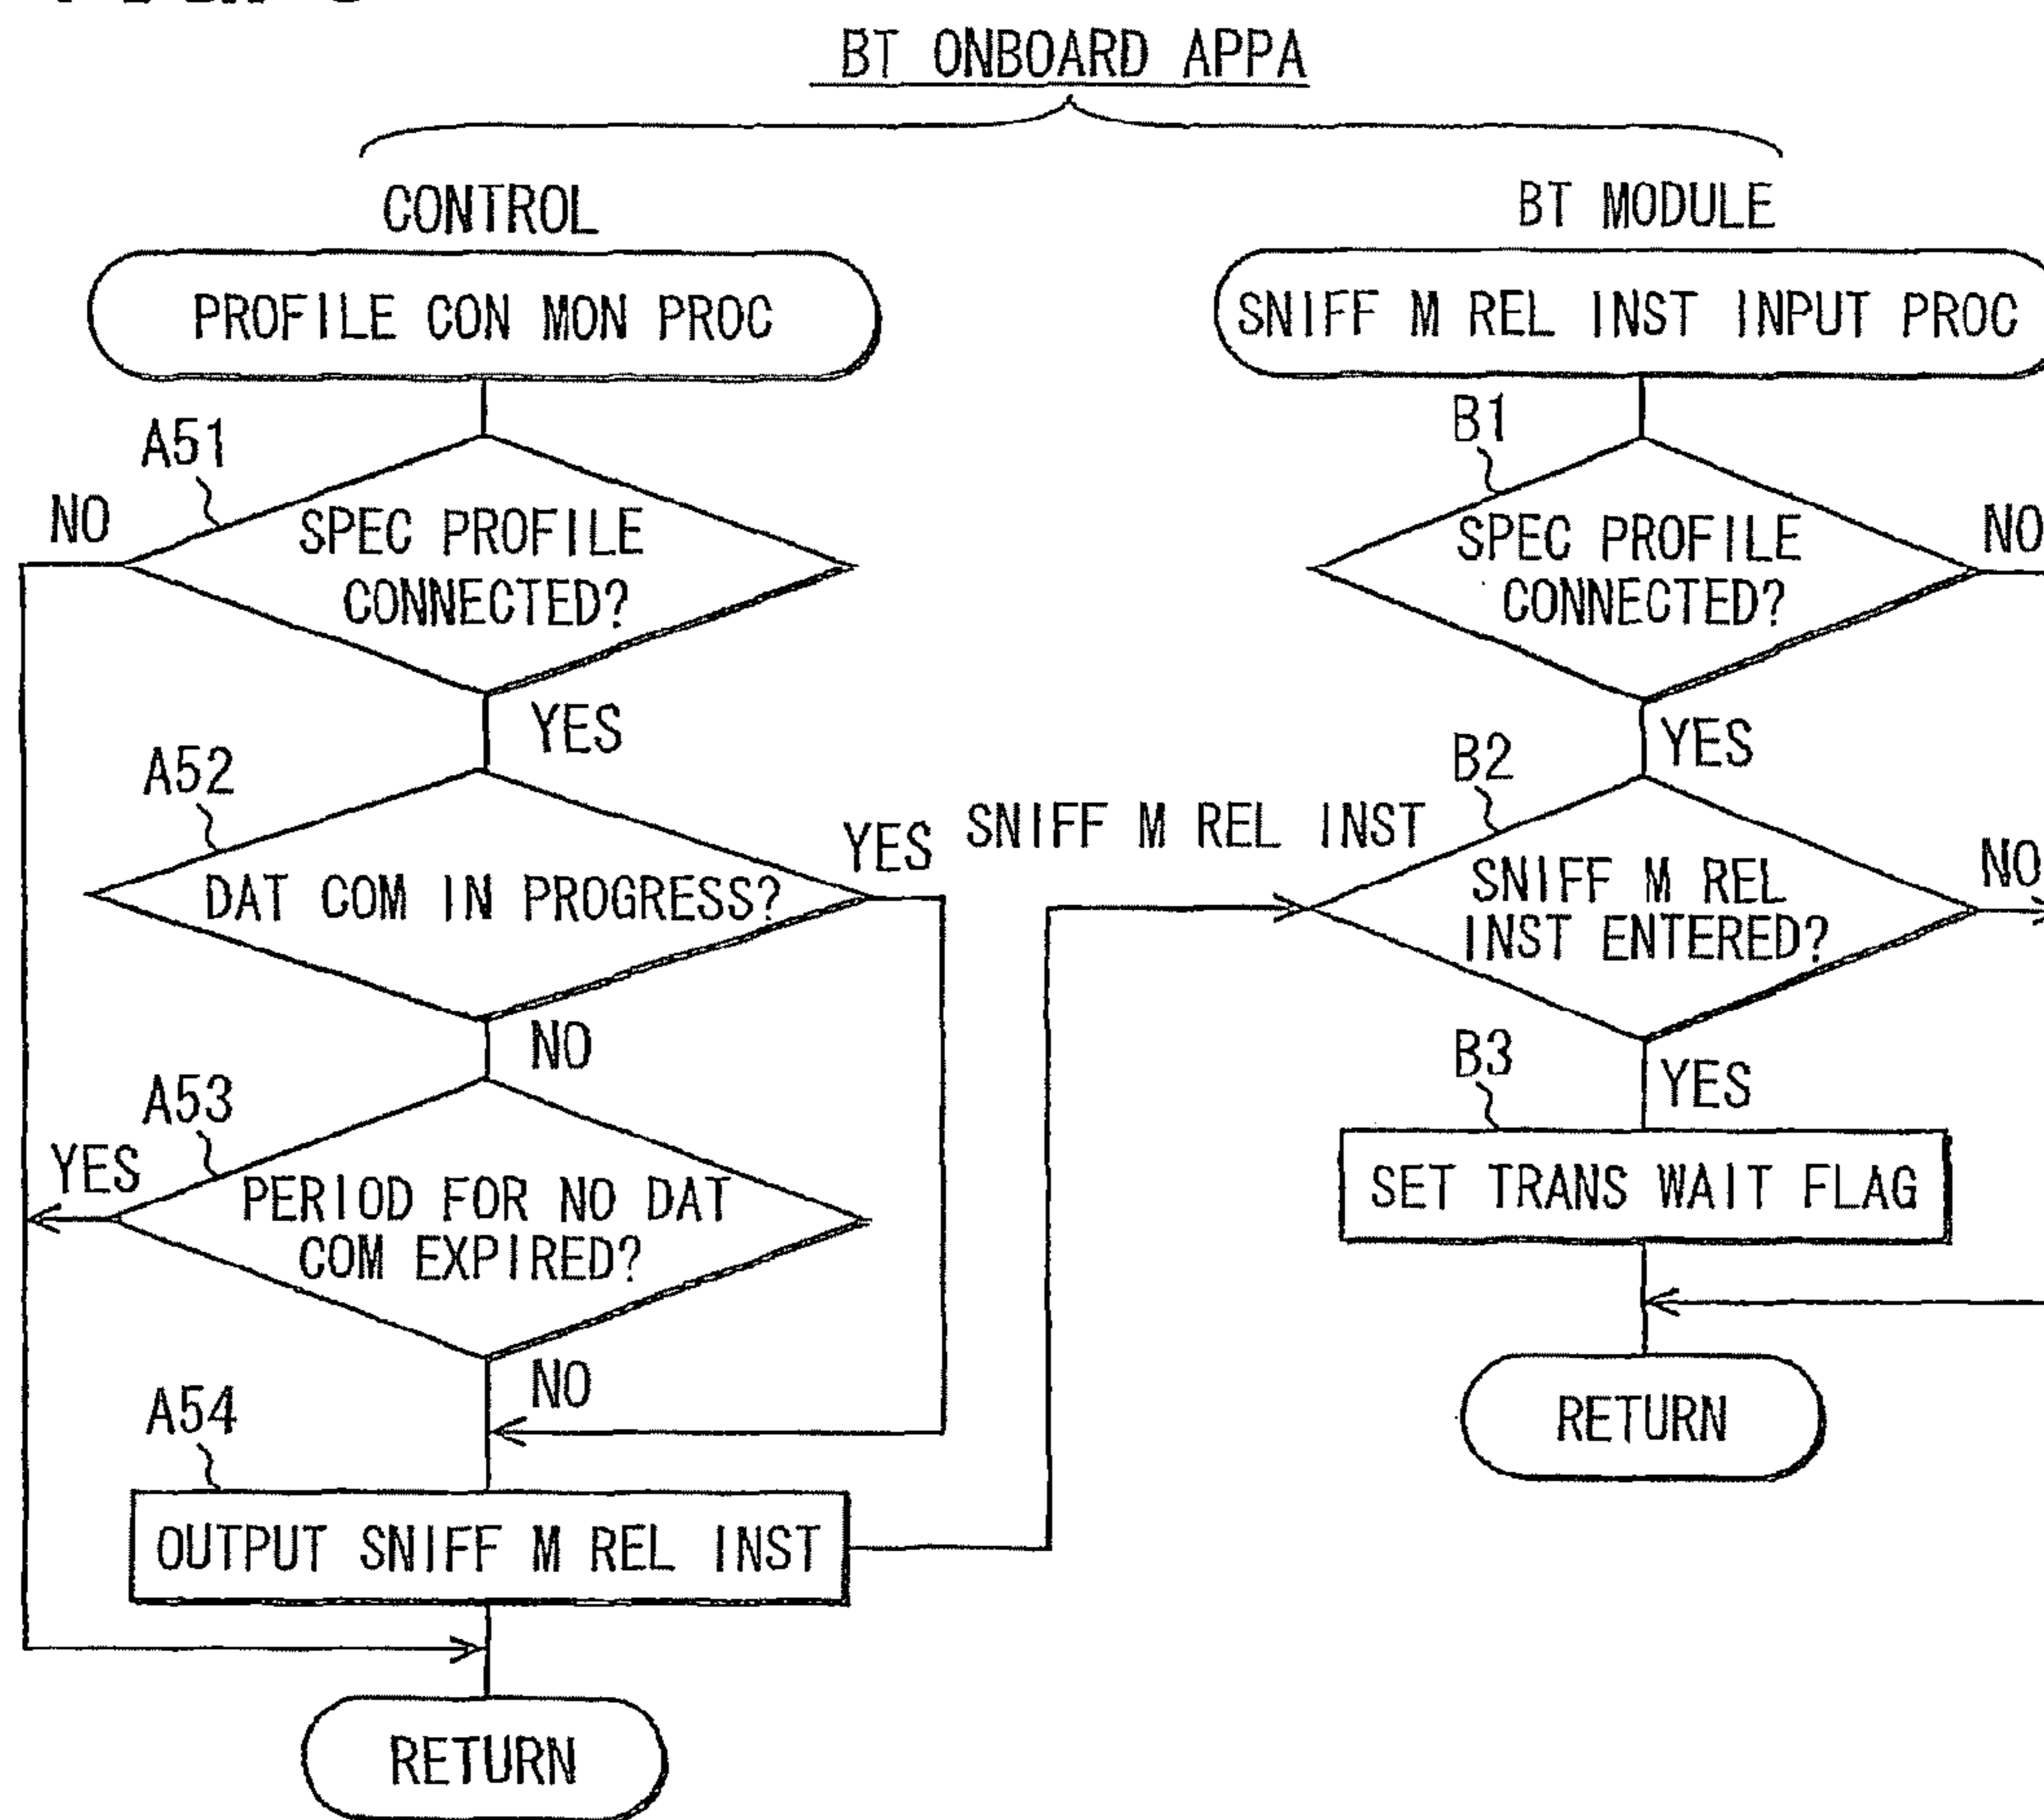 BT ONBOARD APPA
CONTROL
PROFILE CON MON PROC
A51
NO
SPEC PROFILE
CONNECTED?
YES
A52
YES
DAT COM IN PROGRESS?
NO
A53
YES
PERIOD FOR NO DAT
COM EXPIRED?
NO
A54
OUTPUT SNIFF M REL INST
RETURN
BT MODULE
SNIFF M REL INST INPUT PROC
B1
NO
SPEC PROFILE
CONNECTED?
YES
SNIFF M REL INST
B2
NO
SNIFF M REL
INST ENTERED?
B3
YES
SET TRANS WAIT FLAG
RETURN